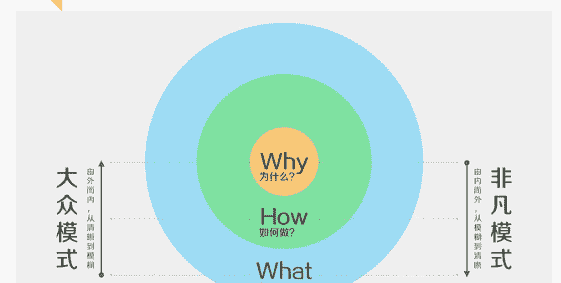 Why
为什么?
How
如何做?
What
大众模式
由外而内，从清晰到模糊
非凡模式
由内而外，从模糊到清晰